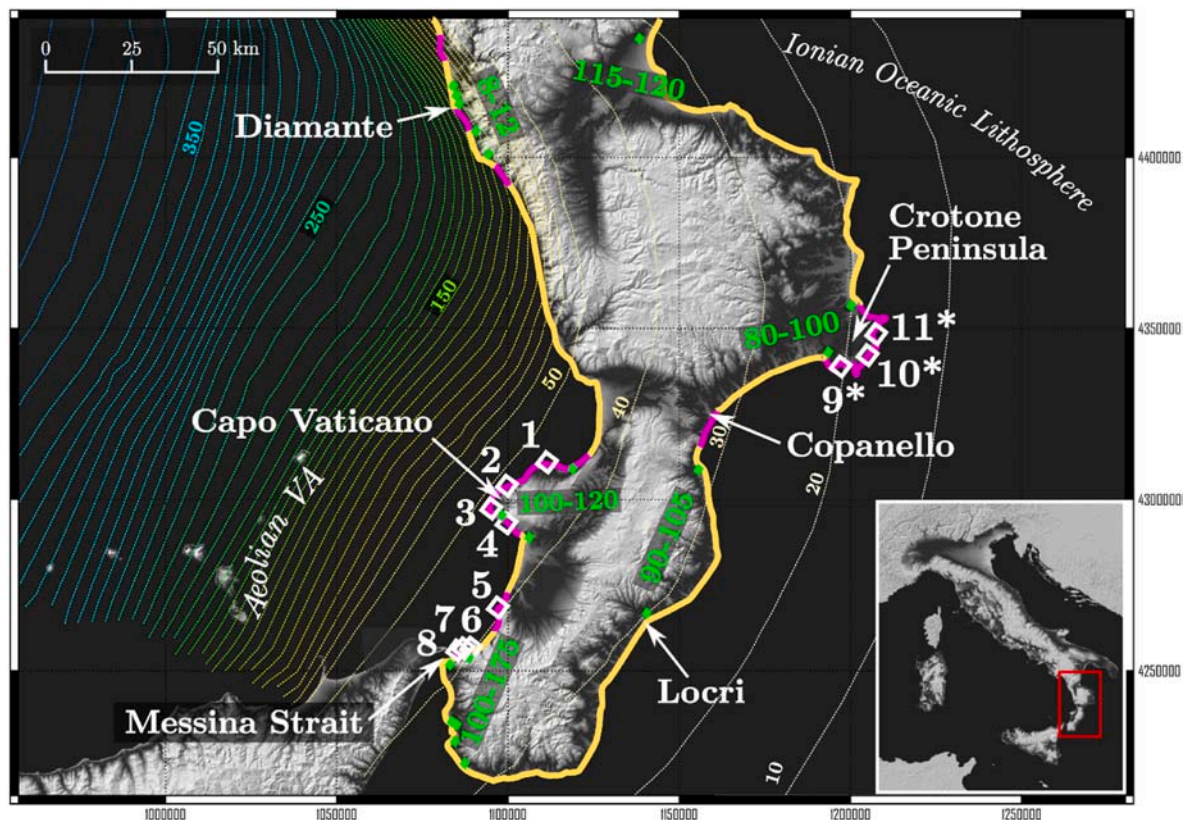 0 25 50 km
Ionian Oceanic Lithosphere
115-120
8-12
350
Diamante
4400000
250
Crotone
Peninsula
150
80-100
11*
4350000
10*
50
9*
40
Capo Vaticano
1
30
Copanello
2
20
3
100-120
4300000
4
Aeolian VA
90-105
5
7 6
8
Locri
4250000
100-175
Messina Strait
10
1000000 1050000 1100000 1150000 1200000 1250000